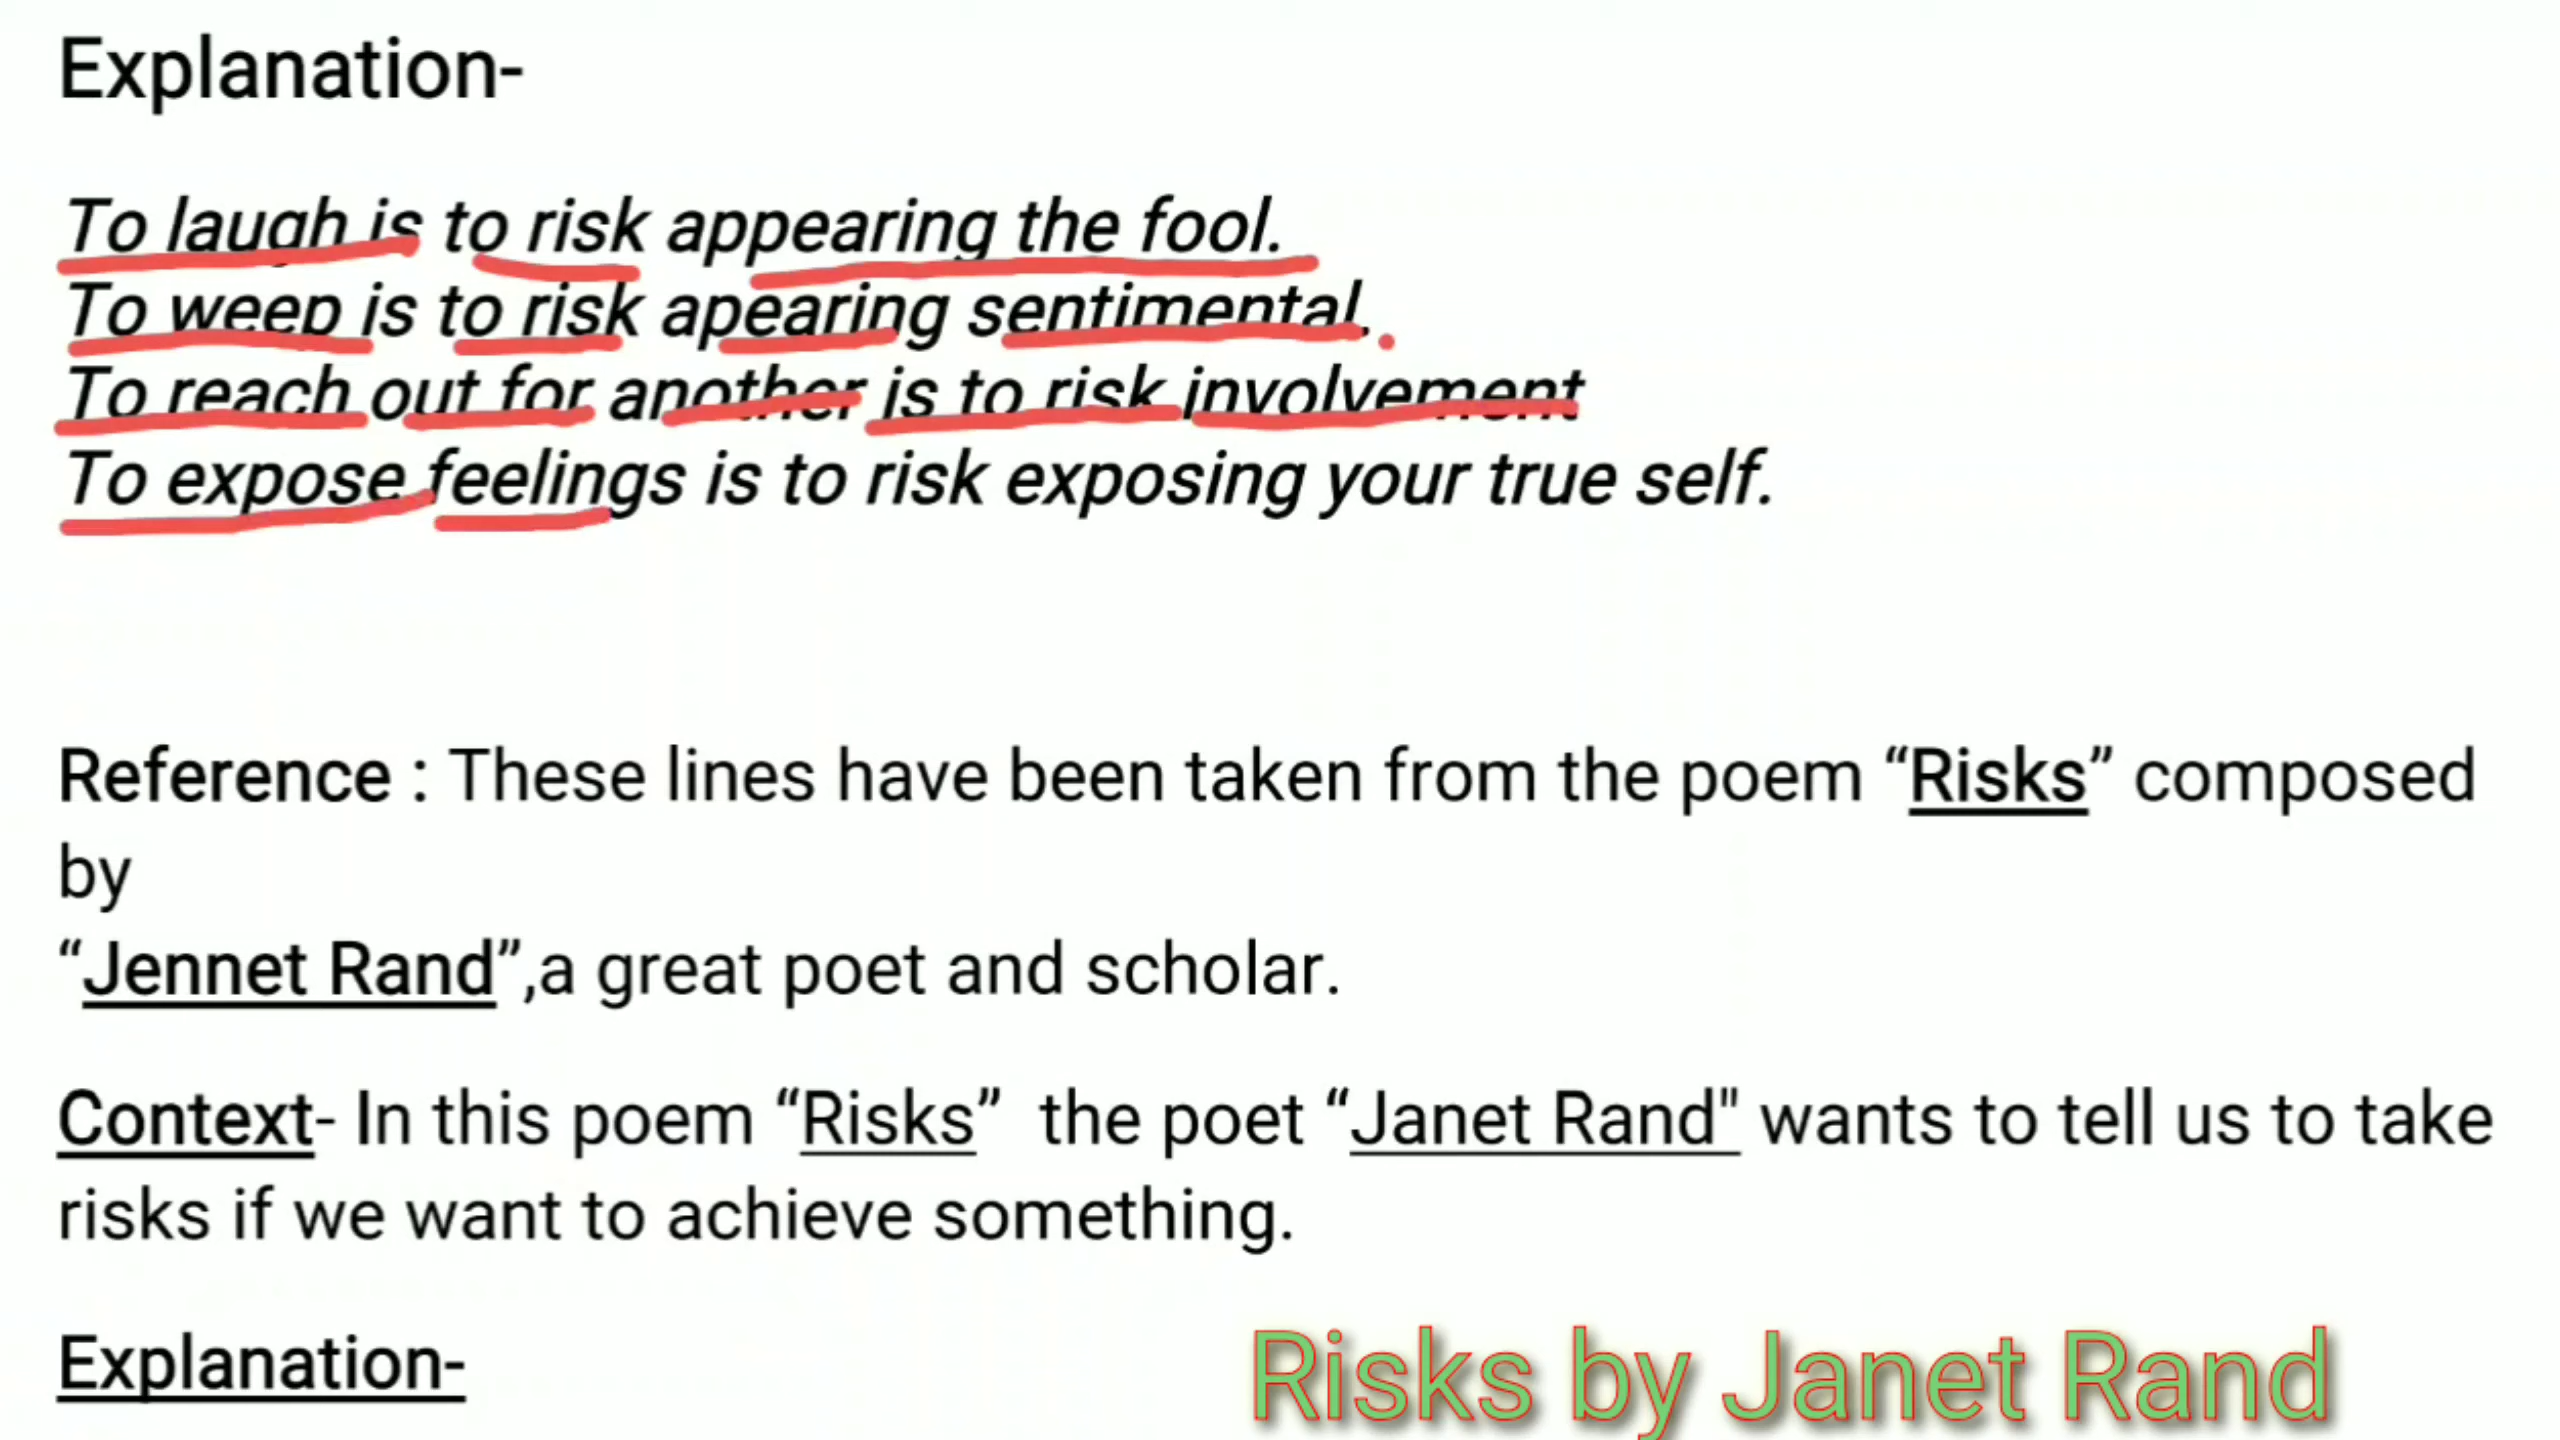 Explanation-
To laugh is to risk appearing the fool.
To weep is to risk apearing sentimental.
To reach out for another is to risk involvement
To expose feelings is to risk exposing your true self.
Reference : These lines have been taken from the poem “Risks” composed
by
“Jennet Rand”,a great poet and scholar.
Context- In this poem “Risks”  the poet “Janet Rand" wants to tell us to take
risks if we want to achieve something.
Explanation-
Risks by Janet Rand